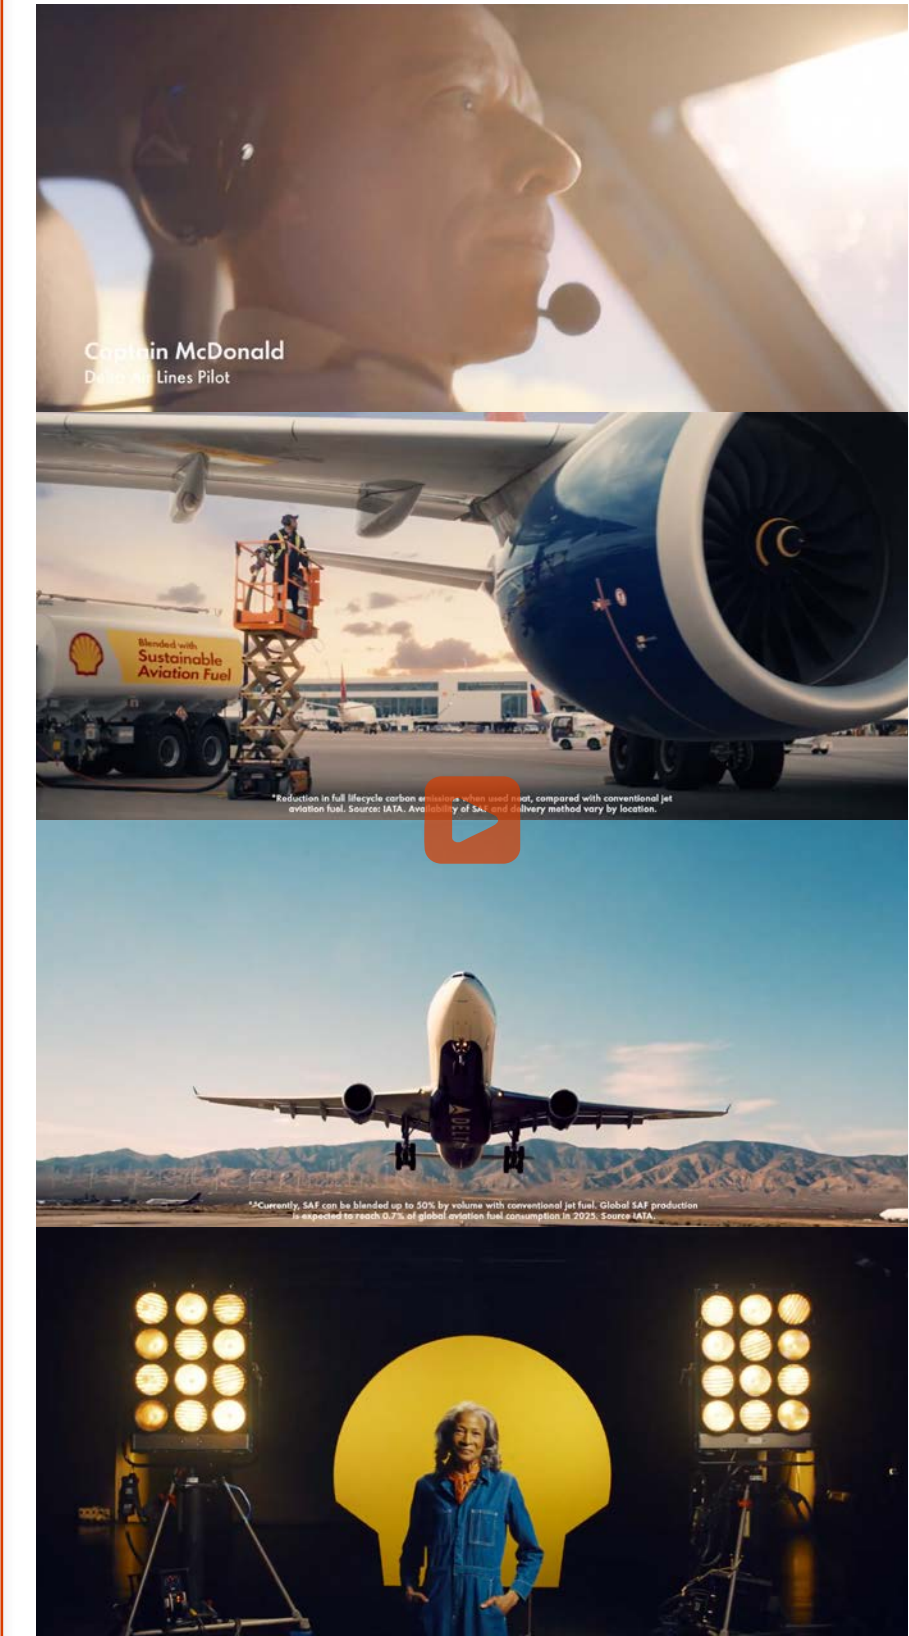 Captain McDonald
Delta Air Lines Pilot
Blended with
Sustainable
Aviation Fuel
*Reduction in full lifecycle carbon emissions when used neat, compared with conventional jet
aviation fuel. Source: IATA. Availability of SAF and delivery method vary by location.
DELTA
**Currently, SAF can be blended up to 50% by volume with conventional jet fuel. Global SAF production
is expected to reach 0.7% of global aviation fuel consumption in 2025. Source IATA.